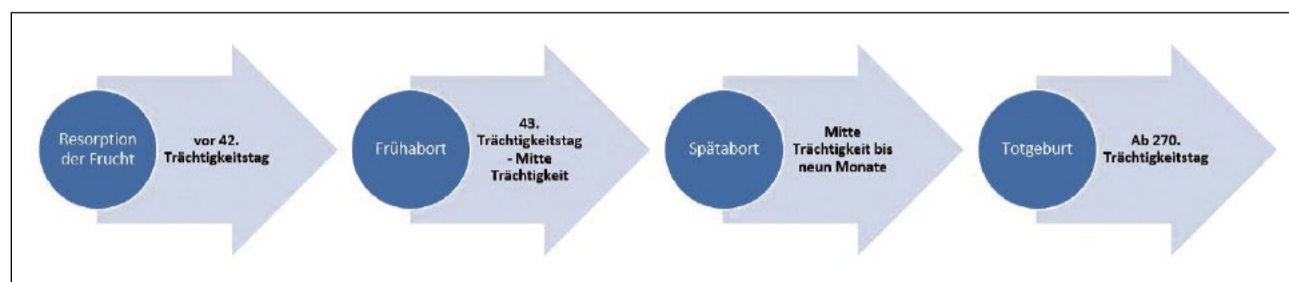 Resorption
der Frucht
vor 42.
Trächtigkeitstag
Frühabort
43.
Trächtigkeitstag
- Mitte
Trächtigkeit
Spätabort
Mitte
Trächtigkeit bis
neun Monate
Totgeburt
Ab 270.
Trächtigkeitstag